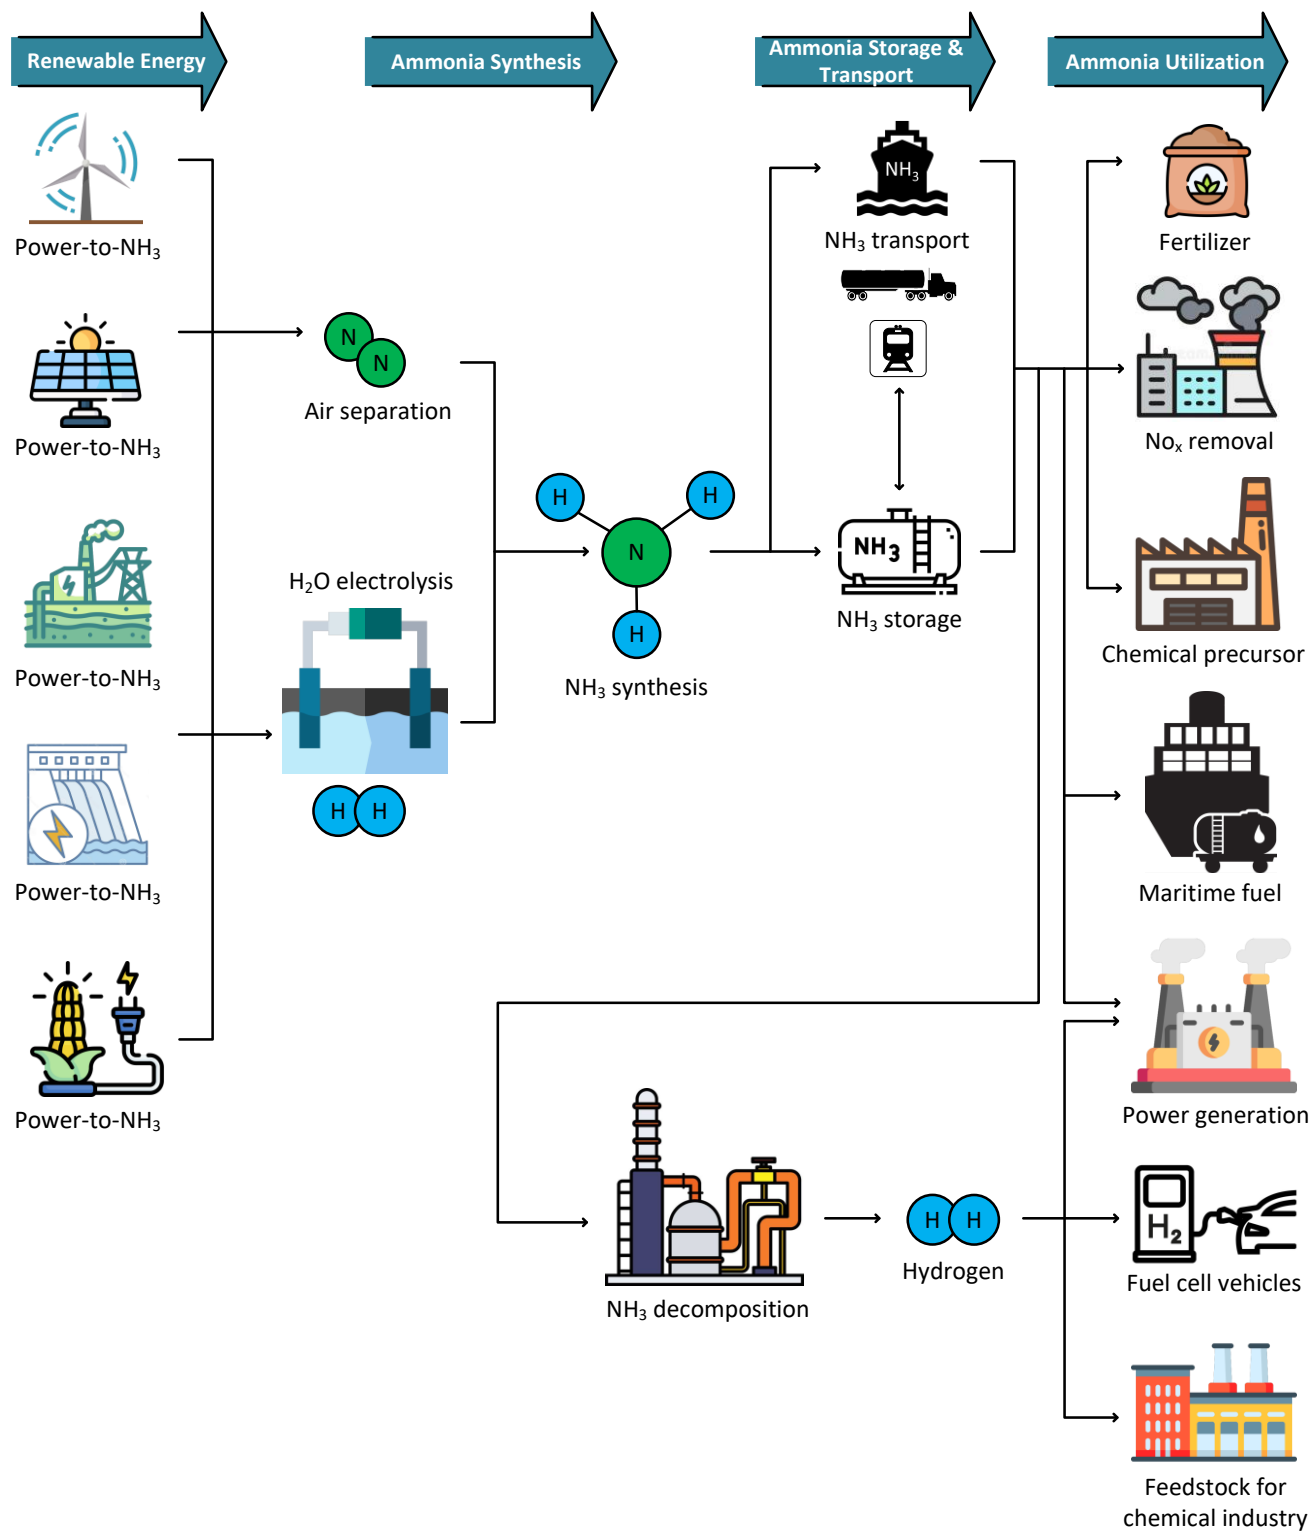 Renewable Energy
Ammonia Synthesis
Ammonia Storage &
Transport
Ammonia Utilization
Power-to-NH₃
Power-to-NH₃
Power-to-NH₃
Power-to-NH₃
Power-to-NH₃
N
N
Air separation
H₂O electrolysis
H H
H
H
N
H
NH₃ synthesis
NH₃
NH₃ transport
NH₃
NH₃ storage
Fertilizer
Noₓ removal
Chemical precursor
Maritime fuel
Power generation
NH₃ decomposition
H H
Hydrogen
H₂
Fuel cell vehicles
Feedstock for
chemical industry